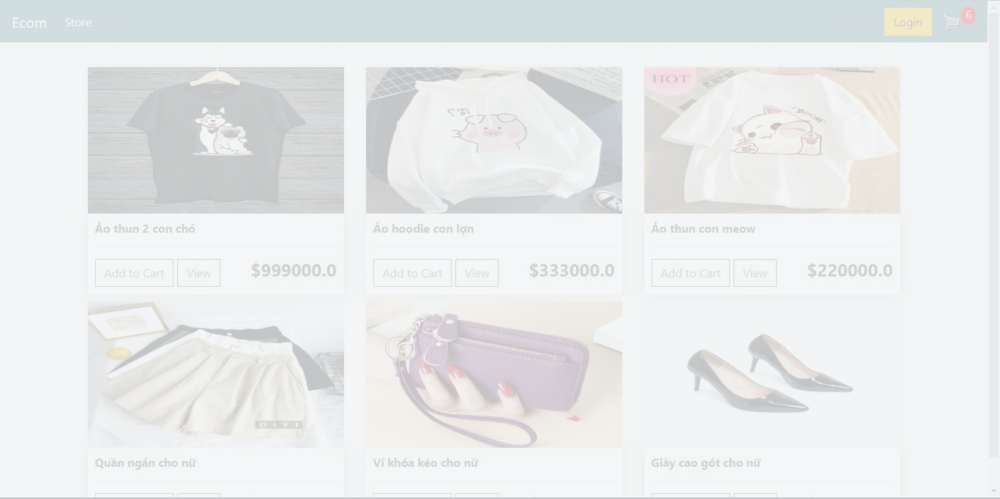 Ecom Store Login 6
HOT
BOOM
Áo thun 2 con chó
Áo hoodie con lợn
Áo thun con meow
Add to Cart View $999000.0
Add to Cart View $333000.0
Add to Cart View $220000.0
DIYI
Quần ngắn cho nữ
Ví khóa kéo cho nữ
Giày cao gót cho nữ